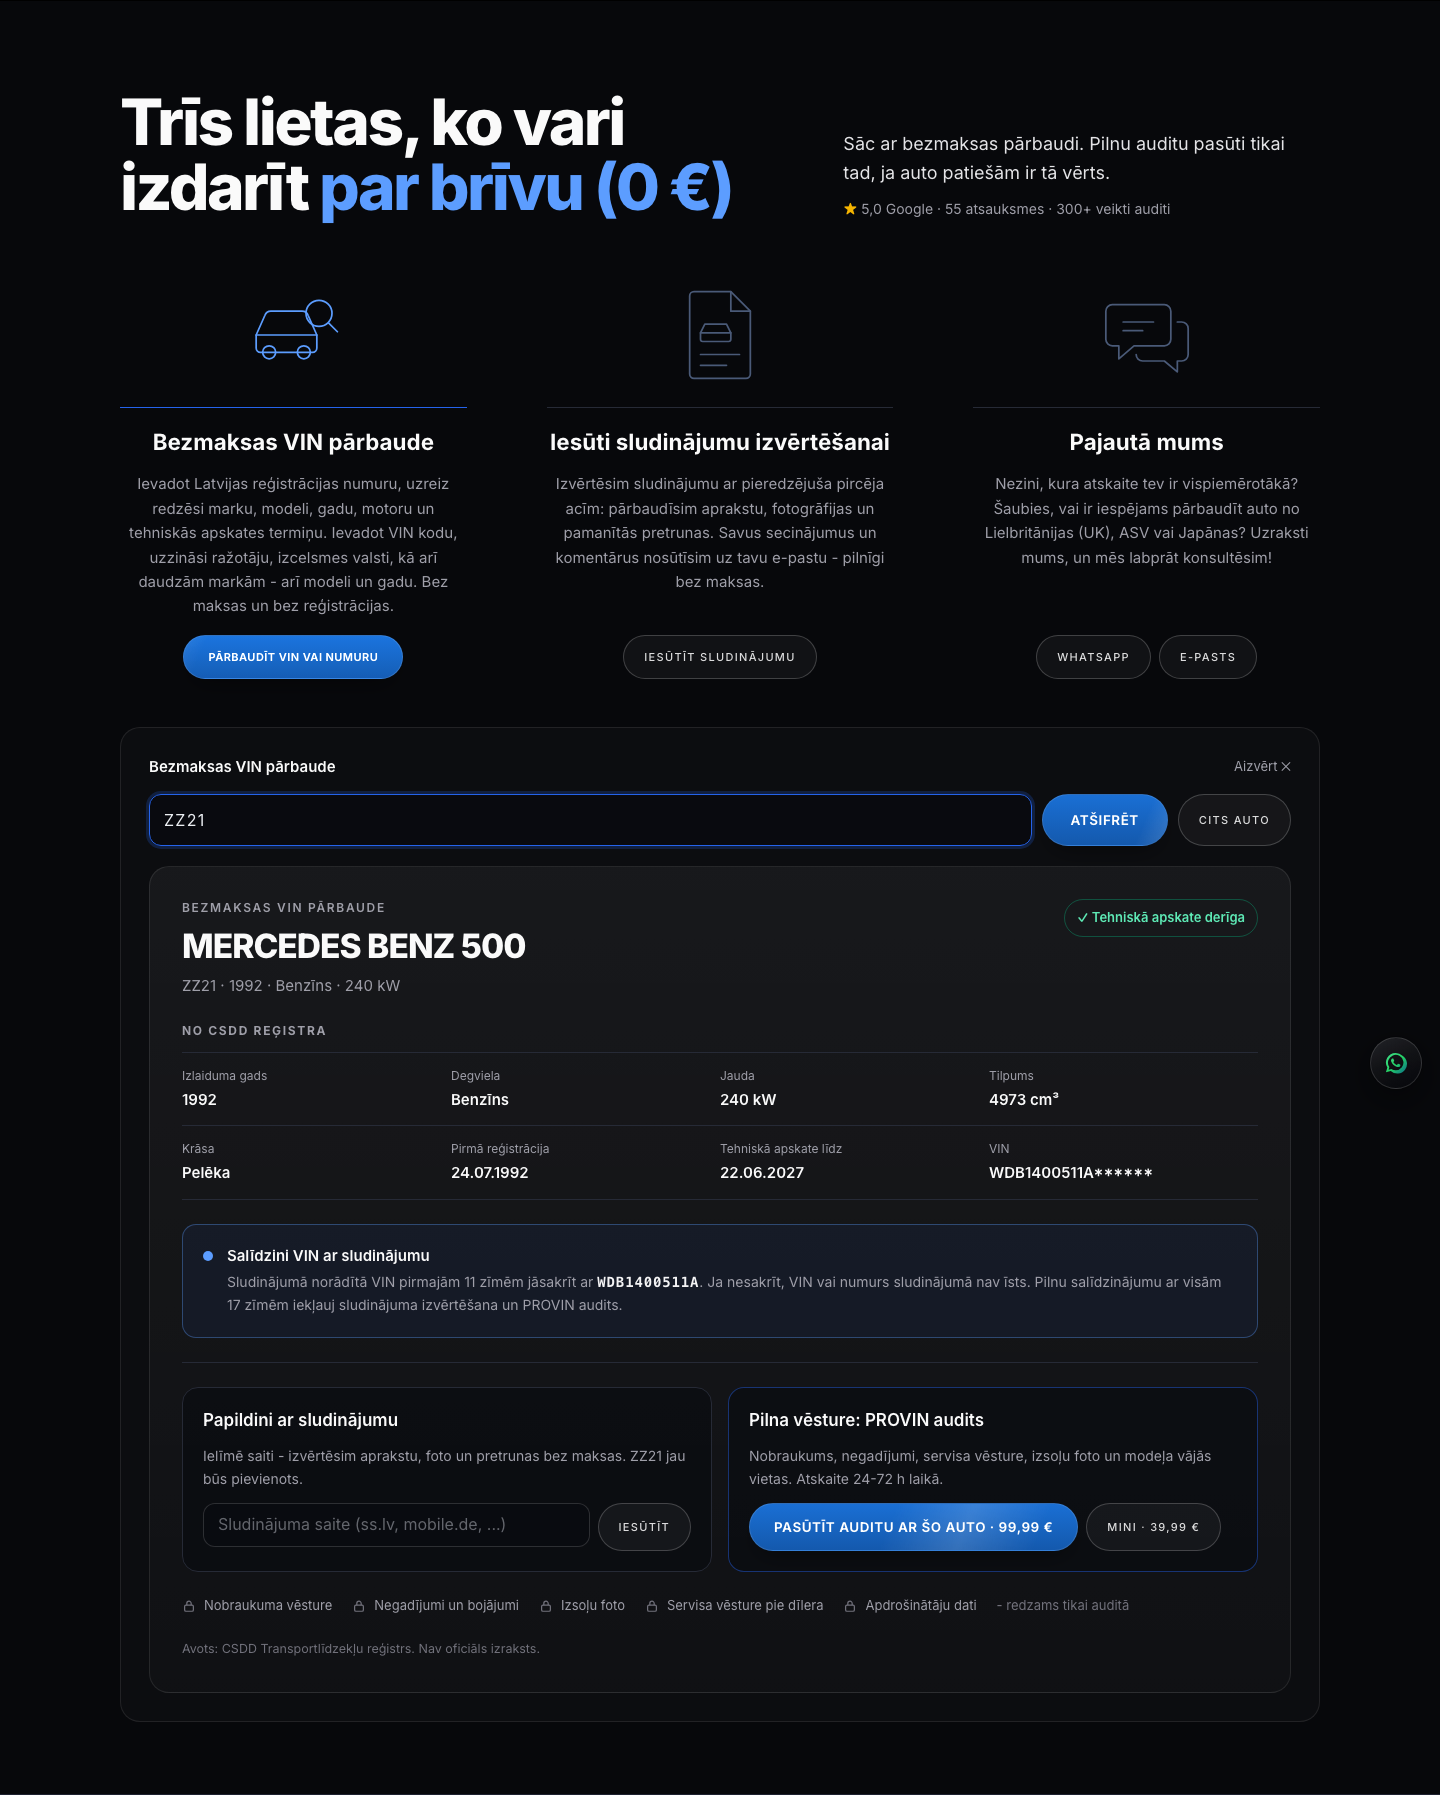 Trīs lietas, ko vari
izdarīt par brīvu (0 €)
Sāc ar bezmaksas pārbaudi. Pilnu auditu pasūti tikai
tad, ja auto patiešām ir tā vērts.
5,0 Google · 55 atsauksmes · 300+ veikti auditi
Bezmaksas VIN pārbaude
Ievadot Latvijas reģistrācijas numuru, uzreiz
redzēsi marku, modeli, gadu, motoru un
tehniskās apskates termiņu. Ievadot VIN kodu,
uzzināsi ražotāju, izcelsmes valsti, kā arī
daudzām markām - arī modeli un gadu. Bez
maksas un bez reģistrācijas.
PĀRBAUDĪT VIN VAI NUMURU
Iesūti sludinājumu izvērtēšanai
Izvērtēsim sludinājumu ar pieredzējuša pircēja
acīm: pārbaudīsim aprakstu, fotogrāfijas un
pamanītās pretrunas. Savus secinājumus un
komentārus nosūtīsim uz tavu e-pastu - pilnīgi
bez maksas.
IESŪTĪT SLUDINĀJUMU
Pajautā mums
Nezini, kura atskaite tev ir vispiemērotākā?
Šaubies, vai ir iespējams pārbaudīt auto no
Lielbritānijas (UK), ASV vai Japānas? Uzraksti
mums, un mēs labprāt konsultēsim!
WHATSAPP
E-PASTS
Bezmaksas VIN pārbaude
Aizvērt ×
ZZ21
ATŠIFRĒT
CITS AUTO
BEZMAKSAS VIN PĀRBAUDE
MERCEDES BENZ 500
ZZ21 · 1992 · Benzīns · 240 kW
✓ Tehniskā apskate derīga
NO CSDD REĢISTRA
Izlaiduma gads
1992
Degviela
Benzīns
Jauda
240 kW
Tilpums
4973 cm³
Krāsa
Pelēka
Pirmā reģistrācija
24.07.1992
Tehniskā apskate līdz
22.06.2027
VIN
WDB1400511A******
Salīdzini VIN ar sludinājumu
Sludinājumā norādītā VIN pirmajām 11 zīmēm jāsakrīt ar WDB1400511A. Ja nesakrīt, VIN vai numurs sludinājumā nav īsts. Pilnu salīdzinājumu ar visām
17 zīmēm iekļauj sludinājuma izvērtēšana un PROVIN audits.
Papildini ar sludinājumu
Ielīmē saiti - izvērtēsim aprakstu, foto un pretrunas bez maksas. ZZ21 jau
būs pievienots.
Sludinājuma saite (ss.lv, mobile.de, ...)
IESŪTĪT
Pilna vēsture: PROVIN audits
Nobraukums, negadījumi, servisa vēsture, izsoļu foto un modeļa vājās
vietas. Atskaite 24-72 h laikā.
PASŪTĪT AUDITU AR ŠO AUTO · 99,99 €
MINI · 39,99 €
Nobraukuma vēsture
Negadījumi un bojājumi
Izsoļu foto
Servisa vēsture pie dīlera
Apdrošinātāju dati
- redzams tikai auditā
Avots: CSDD Transportlīdzekļu reģistrs. Nav oficiāls izraksts.